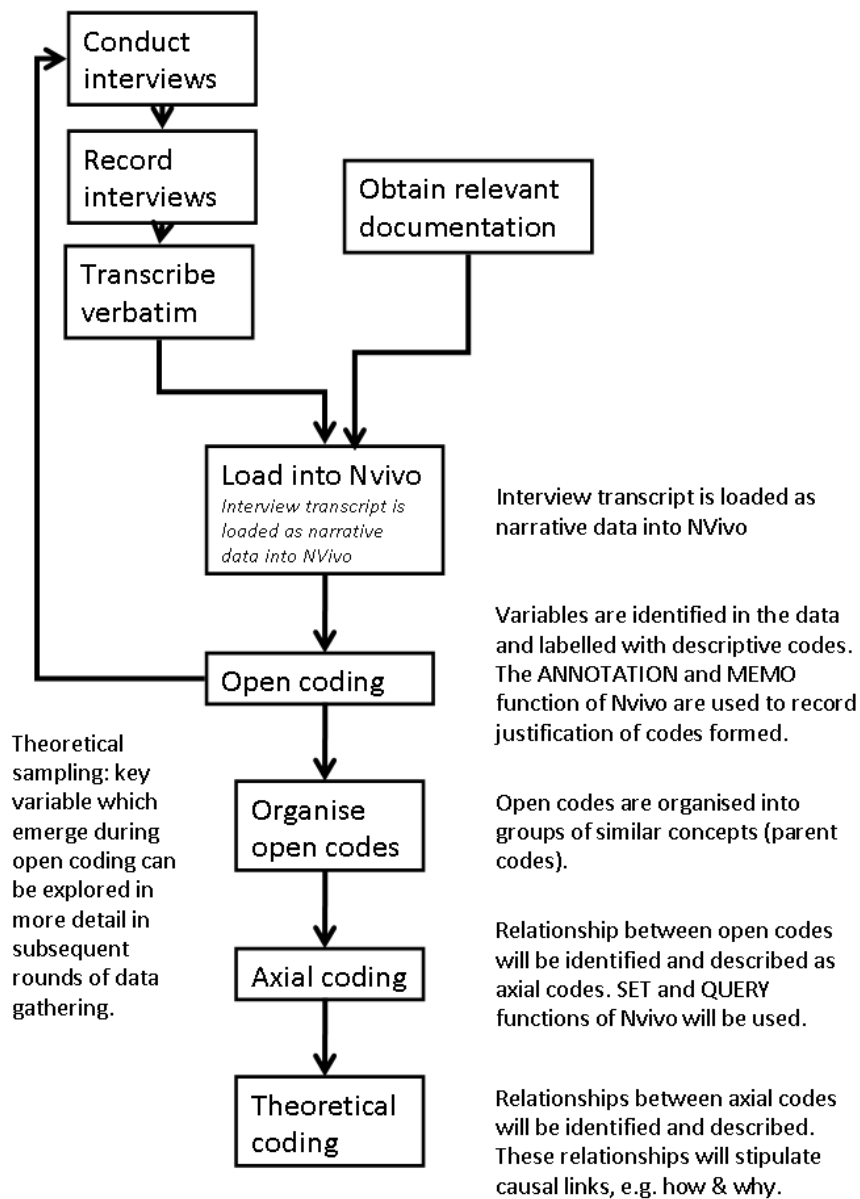 Conduct
interviews
Record
interviews
Transcribe
verbatim
Obtain relevant
documentation
Load into Nvivo
Interview transcript is
loaded as narrative
data into NVivo
Interview transcript is loaded as
narrative data into NVivo
Open coding
Variables are identified in the data
and labelled with descriptive codes.
The ANNOTATION and MEMO
function of Nvivo are used to record
justification of codes formed.
Theoretical
sampling: key
variable which
emerge during
open coding can
be explored in
more detail in
subsequent
rounds of data
gathering.
Organise
open codes
Open codes are organised into
groups of similar concepts (parent
codes).
Axial coding
Relationship between open codes
will be identified and described as
axial codes. SET and QUERY
functions of Nvivo will be used.
Theoretical
coding
Relationships between axial codes
will be identified and described.
These relationships will stipulate
causal links, e.g. how & why.